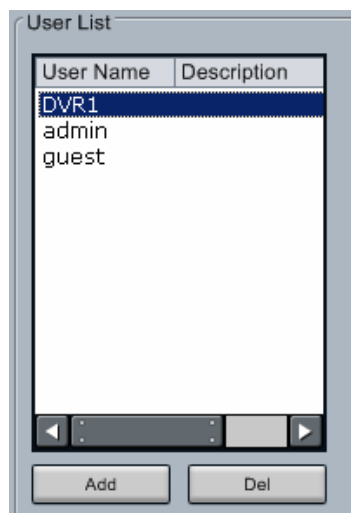 User List
User Name Description
DVR1
admin
guest
Add Del